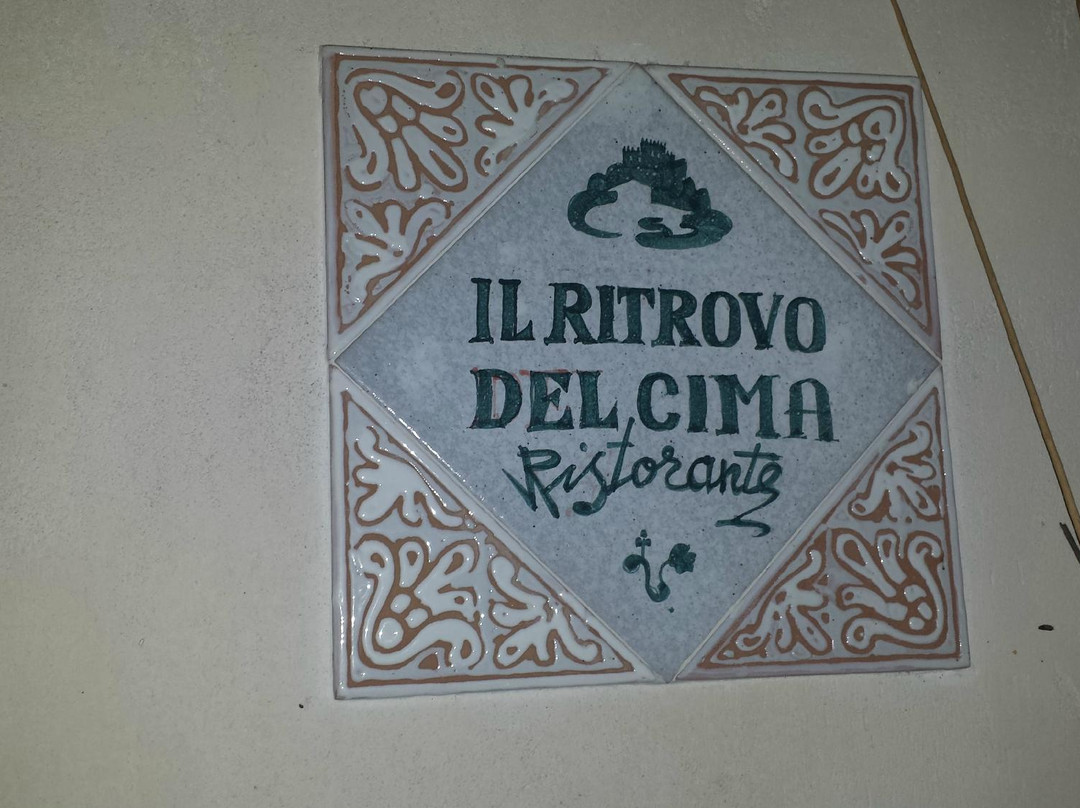 IL RITROVO
DEL CIMA
Ristorante